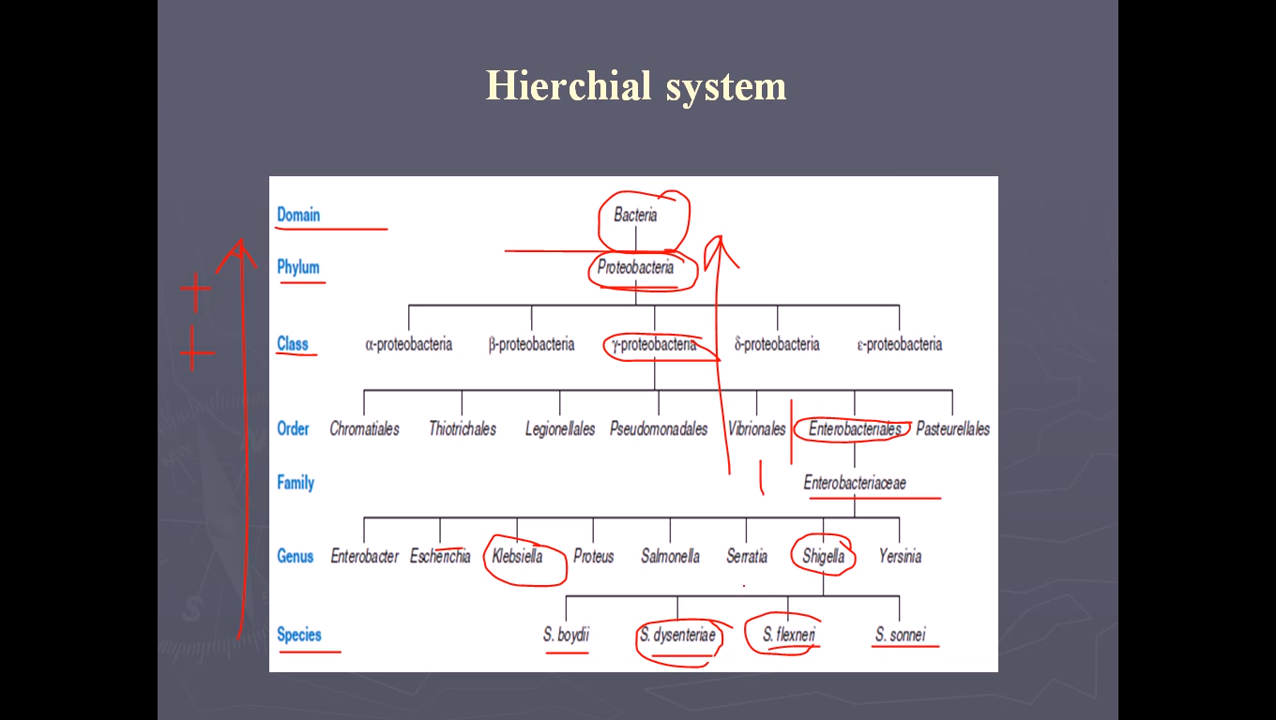 Hierchial system
Domain Bacteria
Phylum Proteobacteria
Class α-proteobacteria β-proteobacteria γ-proteobacteria δ-proteobacteria ε-proteobacteria
Order Chromatiales Thiotrichales Legionellales Pseudomonadales Vibrionales Enterobacteriales Pasteurellales
Family Enterobacteriaceae
Genus Enterobacter Escherichia Klebsiella Proteus Salmonella Serratia Shigella Yersinia
Species S. boydii S. dysenteriae S. flexneri S. sonnei